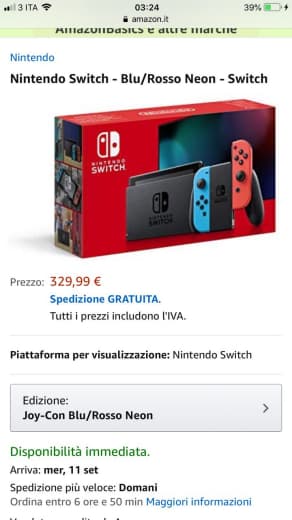 3 ITA 03:24 39%
amazon.it
AmazonBasics e altre marche
Nintendo
Nintendo Switch - Blu/Rosso Neon - Switch
NINTENDO
SWITCH
NINTENDO
SWITCH
Prezzo: 329,99 €
Spedizione GRATUITA.
Tutti i prezzi includono l'IVA.
Piattaforma per visualizzazione: Nintendo Switch
Edizione:
Joy-Con Blu/Rosso Neon
Disponibilità immediata.
Arriva: mer, 11 set
Spedizione più veloce: Domani
Ordina entro 6 ore e 50 min Maggiori informazioni